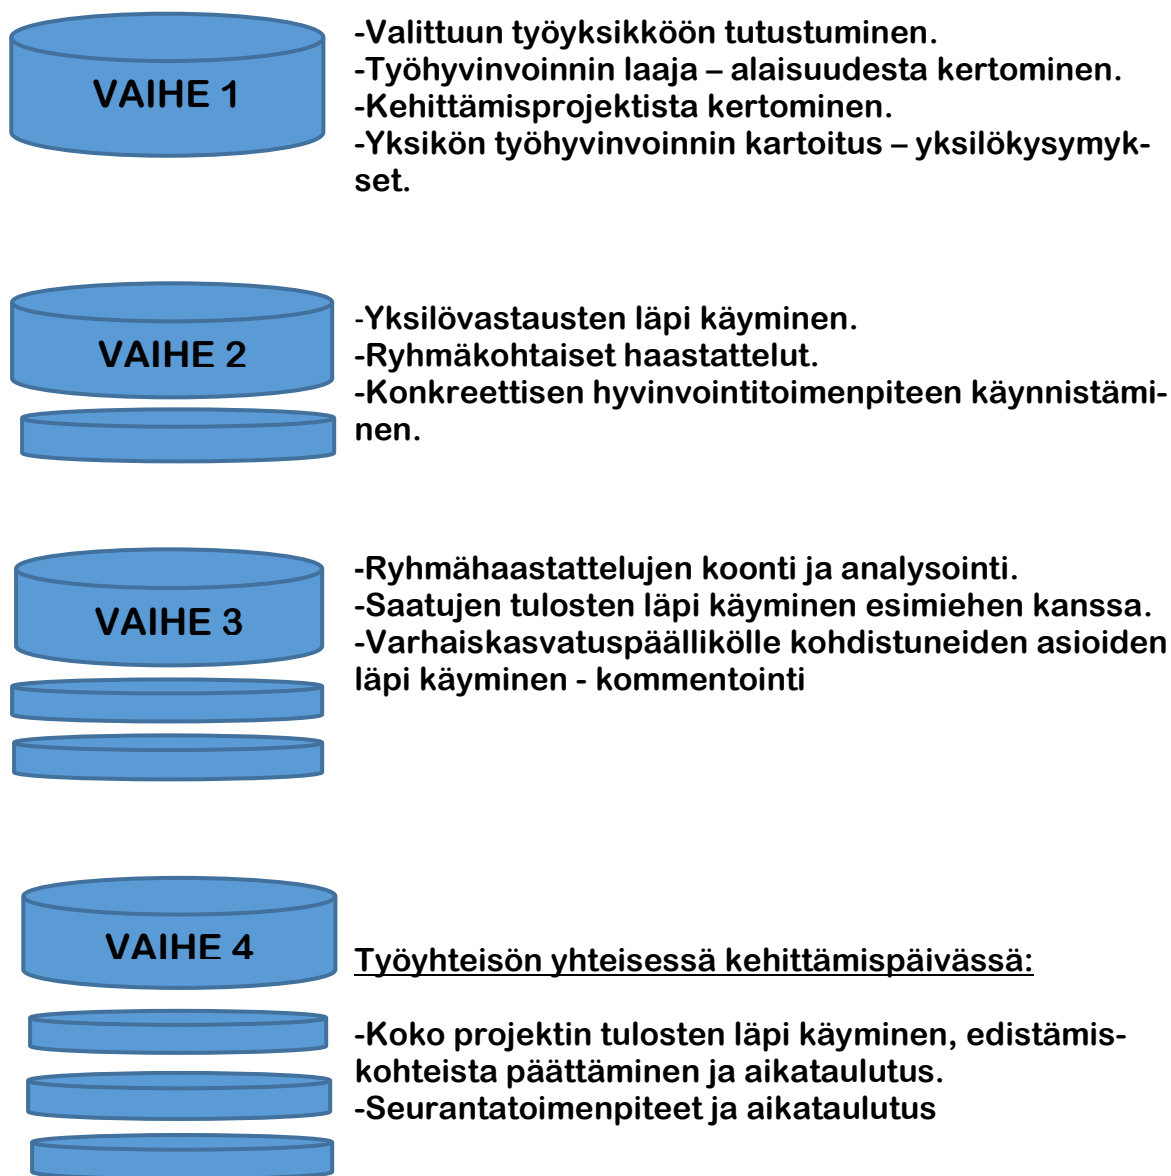 VAIHE 1
-Valittuun työyksikköön tutustuminen.
-Työhyvinvoinnin laaja – alaisuudesta kertominen.
-Kehittämisprojektista kertominen.
-Yksikön työhyvinvoinnin kartoitus – yksilökysymyk-
set.
VAIHE 2
-Yksilövastausten läpi käyminen.
-Ryhmäkohtaiset haastattelut.
-Konkreettisen hyvinvointitoimenpiteen käynnistämi-
nen.
VAIHE 3
-Ryhmähaastattelujen koonti ja analysointi.
-Saatujen tulosten läpi käyminen esimiehen kanssa.
-Varhaiskasvatuspäällikölle kohdistuneiden asioiden
läpi käyminen - kommentointi
VAIHE 4
Työyhteisön yhteisessä kehittämispäivässä:
-Koko projektin tulosten läpi käyminen, edistämis-
kohteista päättäminen ja aikataulutus.
-Seurantatoimenpiteet ja aikataulutus